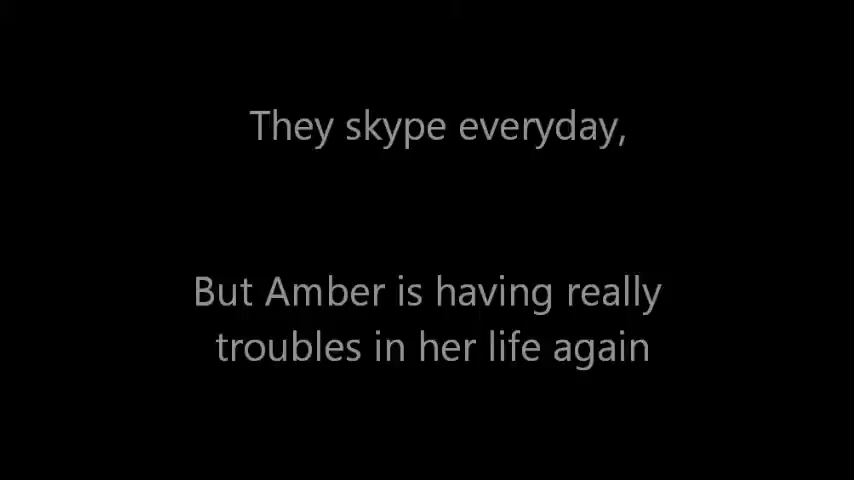 They skype everyday,
But Amber is having really
troubles in her life again